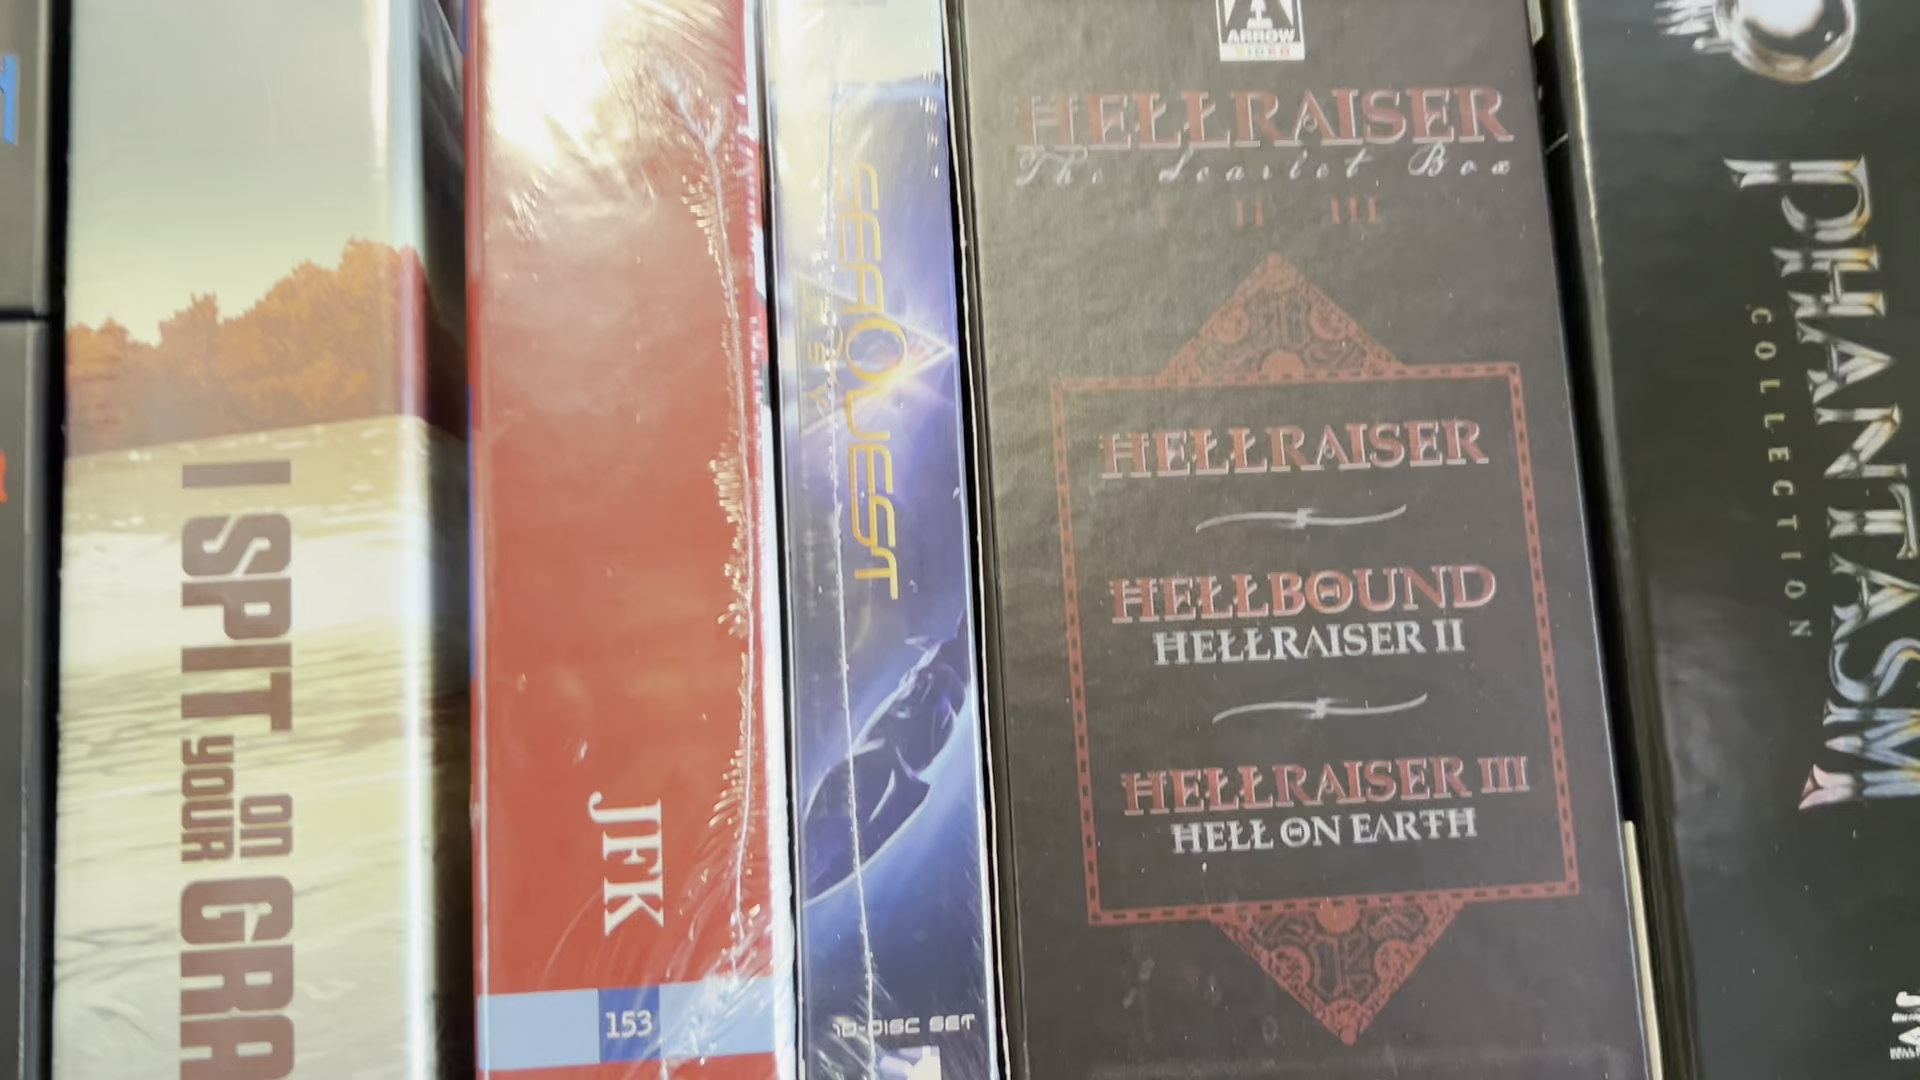 I SPIT
on
YOUR
GRA
JFK
153
SEAQUEST
10-DISC SET
ARROW
VIDEO
HELLRAISER
The Scarlet Box
I II III
HELLRAISER
HELLBOUND
HELLRAISER II
HELLRAISER III
HELL ON EARTH
PHANTASM
COLLECTION